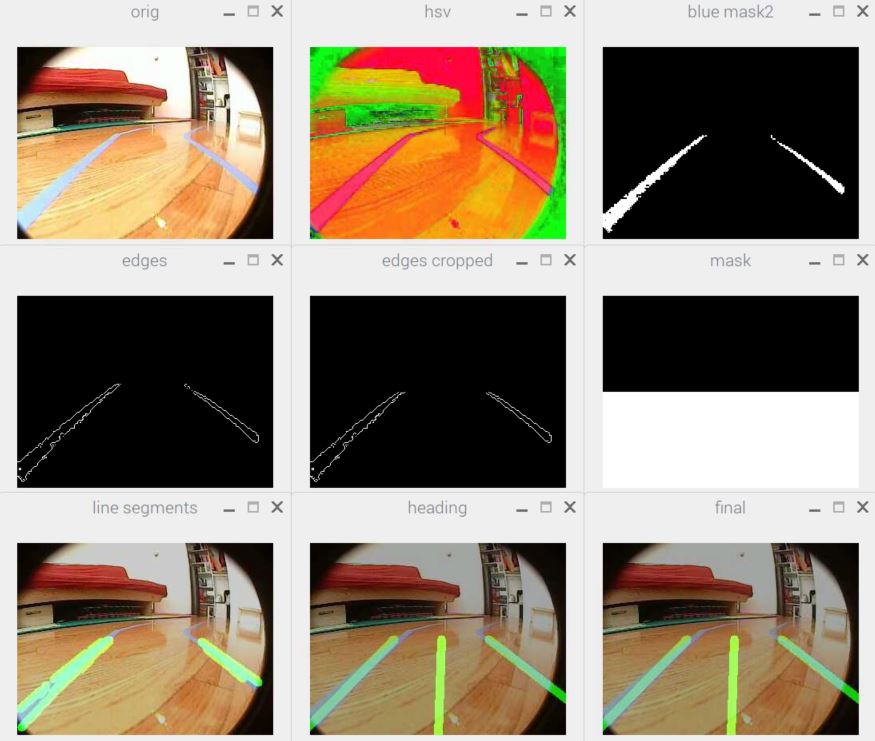 orig
hsv
blue mask2
edges
edges cropped
mask
line segments
heading
final